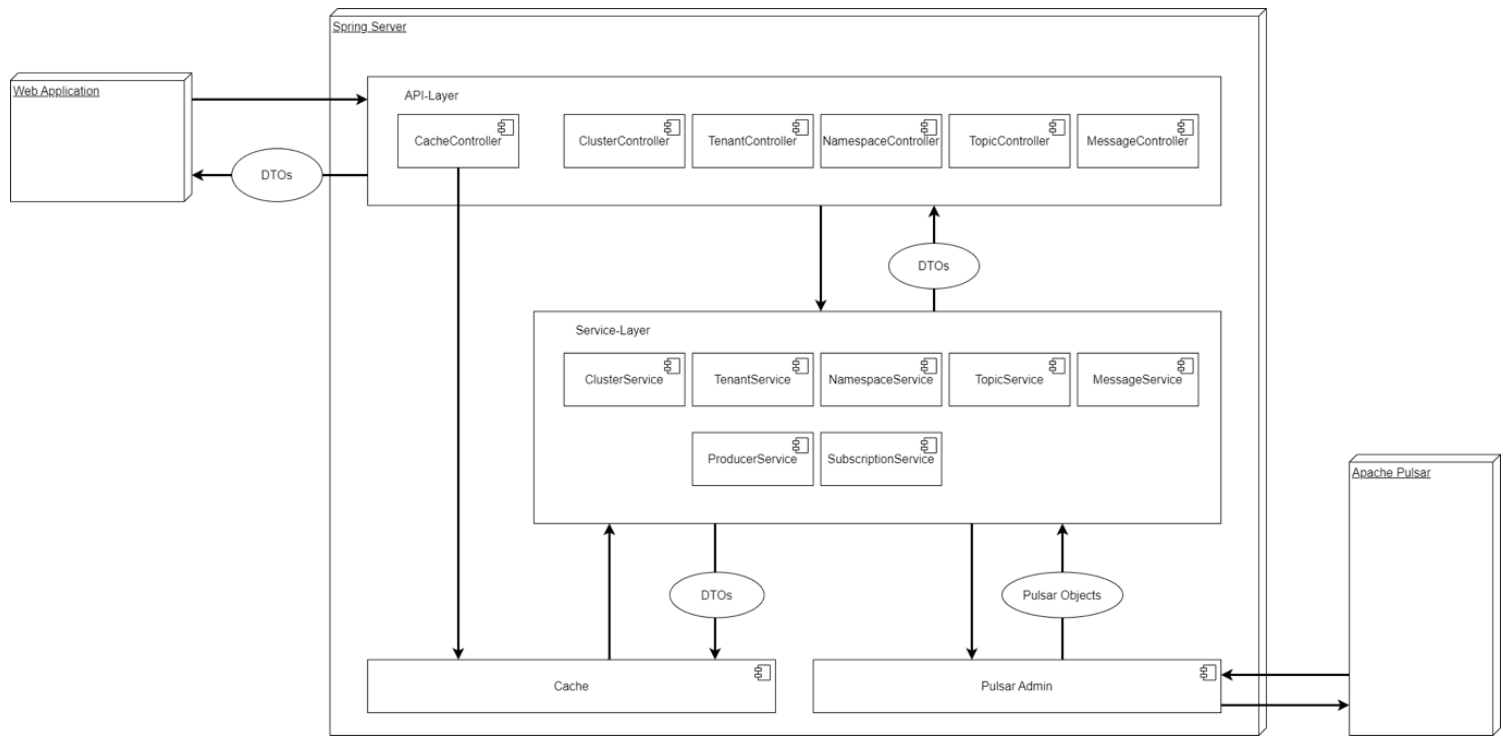 Spring Server
Web Application
API-Layer
CacheController
ClusterController
TenantController
NamespaceController
TopicController
MessageController
DTOs
DTOs
Service-Layer
ClusterService
TenantService
NamespaceService
TopicService
MessageService
ProducerService
SubscriptionService
Apache Pulsar
DTOs
Pulsar Objects
Cache
Pulsar Admin